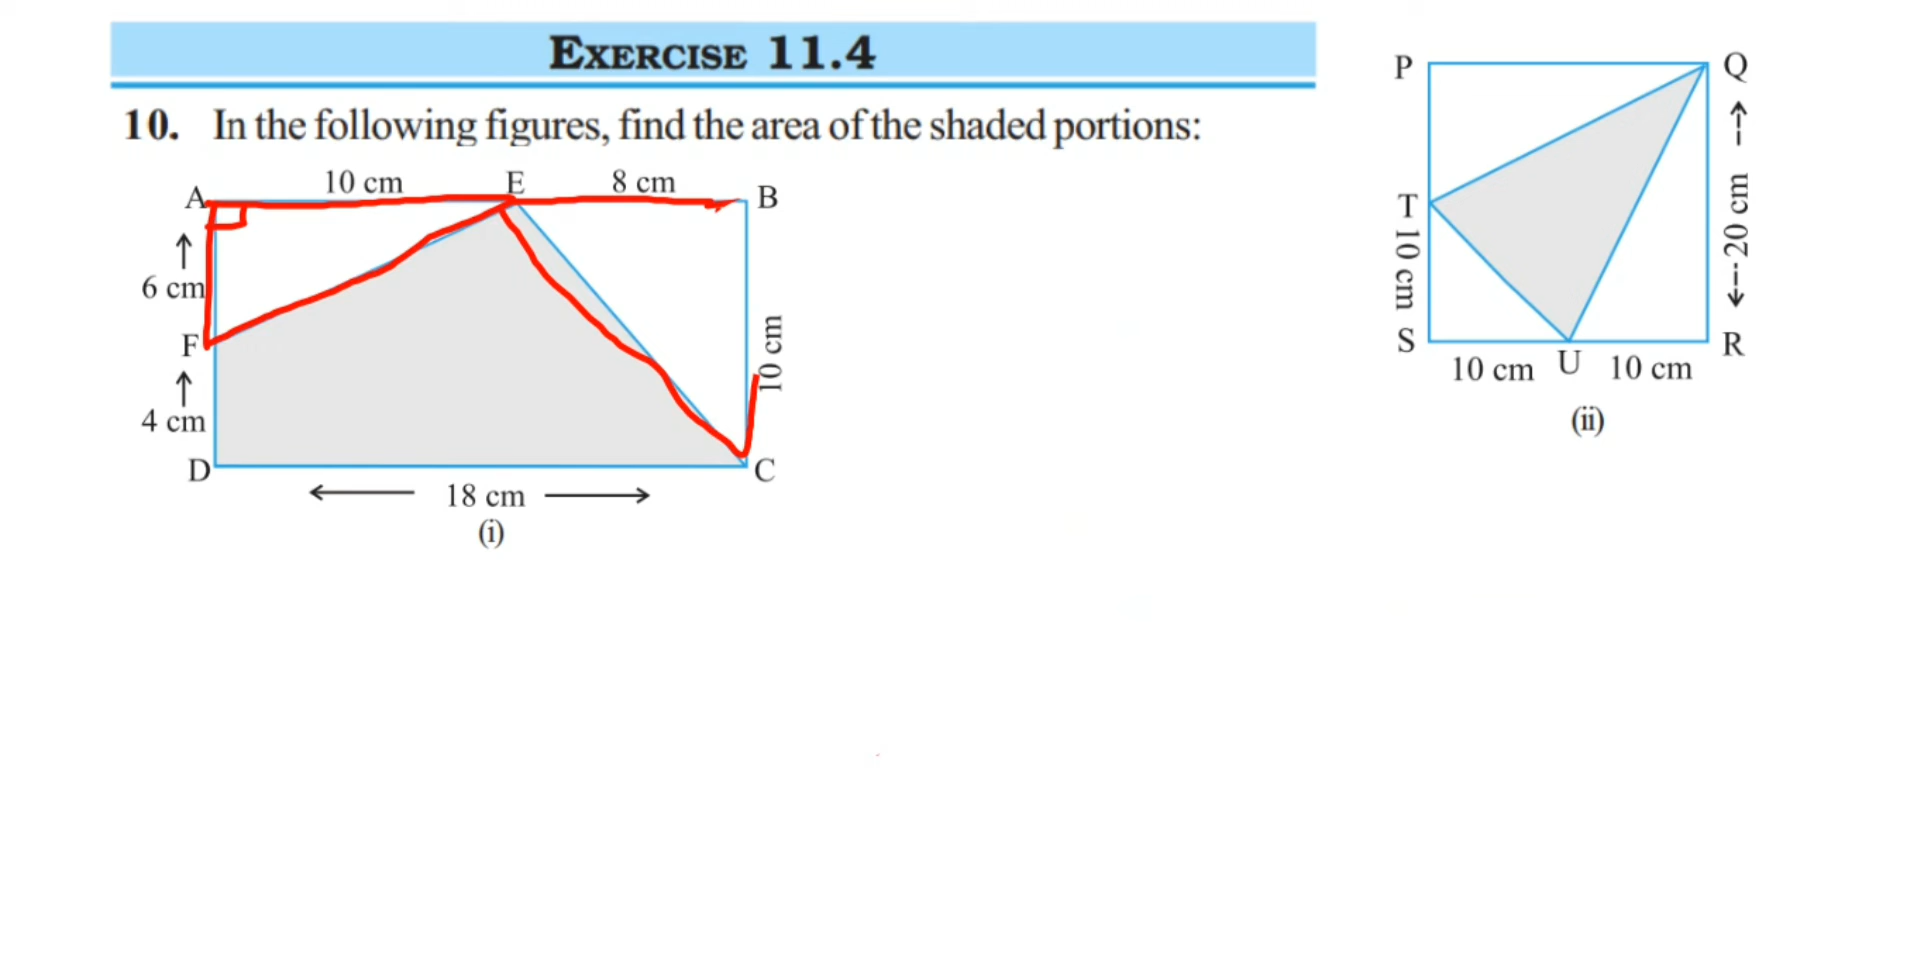 EXERCISE 11.4
10. In the following figures, find the area of the shaded portions:
A 10 cm E 8 cm B
6 cm
F
10 cm
4 cm
D C
18 cm
(i)
P Q
T
10 cm
20 cm
S R
10 cm U 10 cm
(ii)